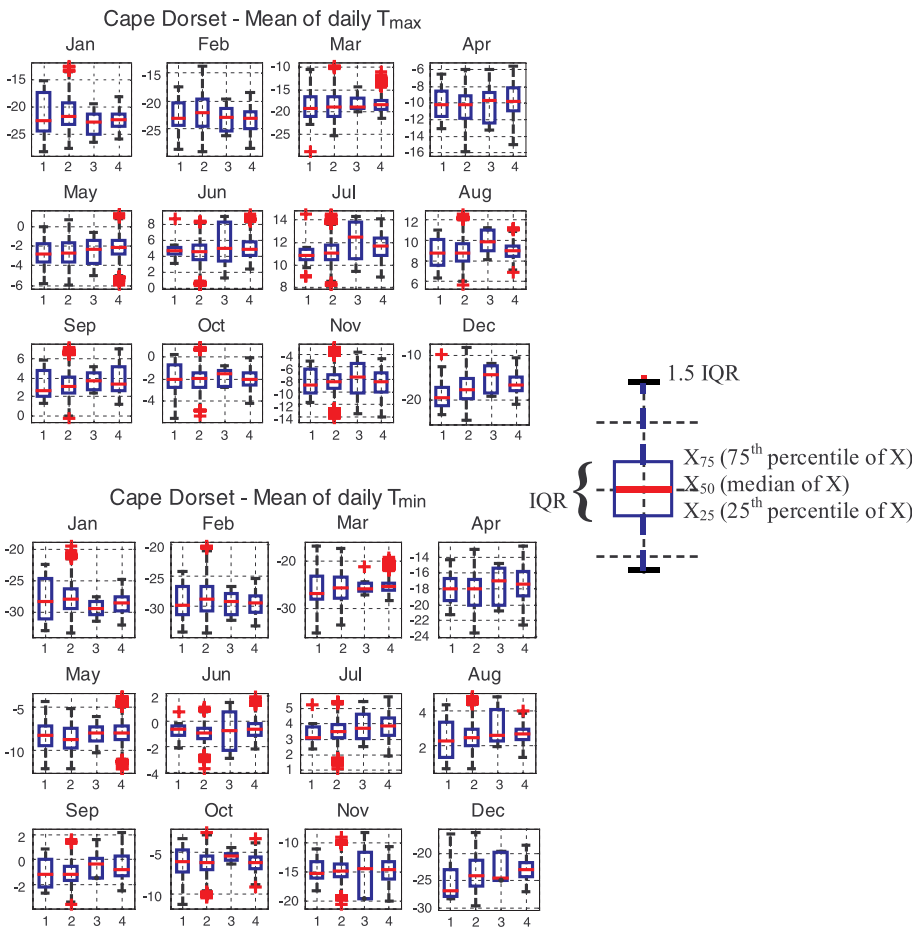 Cape Dorset - Mean of daily Tmax
Jan Feb Mar Apr
-15 -20 -25
1 2 3 4
-15 -20 -25
1 2 3 4
-10 -15 -20 -25
1 2 3 4
-6 -8 -10 -12 -14 -16
1 2 3 4
May Jun Jul Aug
0 -2 -4 -6
1 2 3 4
8 6 4 2 0
1 2 3 4
14 12 10 8
1 2 3 4
12 10 8 6
1 2 3 4
Sep Oct Nov Dec
6 4 2 0
1 2 3 4
0 -2 -4
1 2 3 4
-4 -6 -8 -10 -12 -14
1 2 3 4
-10 -20
1 2 3 4
1.5 IQR
X75 (75th percentile of X)
X50 (median of X)
X25 (25th percentile of X)
IQR {
Cape Dorset - Mean of daily Tmin
Jan Feb Mar Apr
-20 -25 -30
1 2 3 4
-20 -25 -30
1 2 3 4
-20 -30
1 2 3 4
-14 -16 -18 -20 -22 -24
1 2 3 4
May Jun Jul Aug
-5 -10
1 2 3 4
2 0 -2 -4
1 2 3 4
5 4 3 2 1
1 2 3 4
4 2
1 2 3 4
Sep Oct Nov Dec
2 0 -2
1 2 3 4
-5 -10
1 2 3 4
-10 -15 -20
1 2 3 4
-20 -25 -30
1 2 3 4